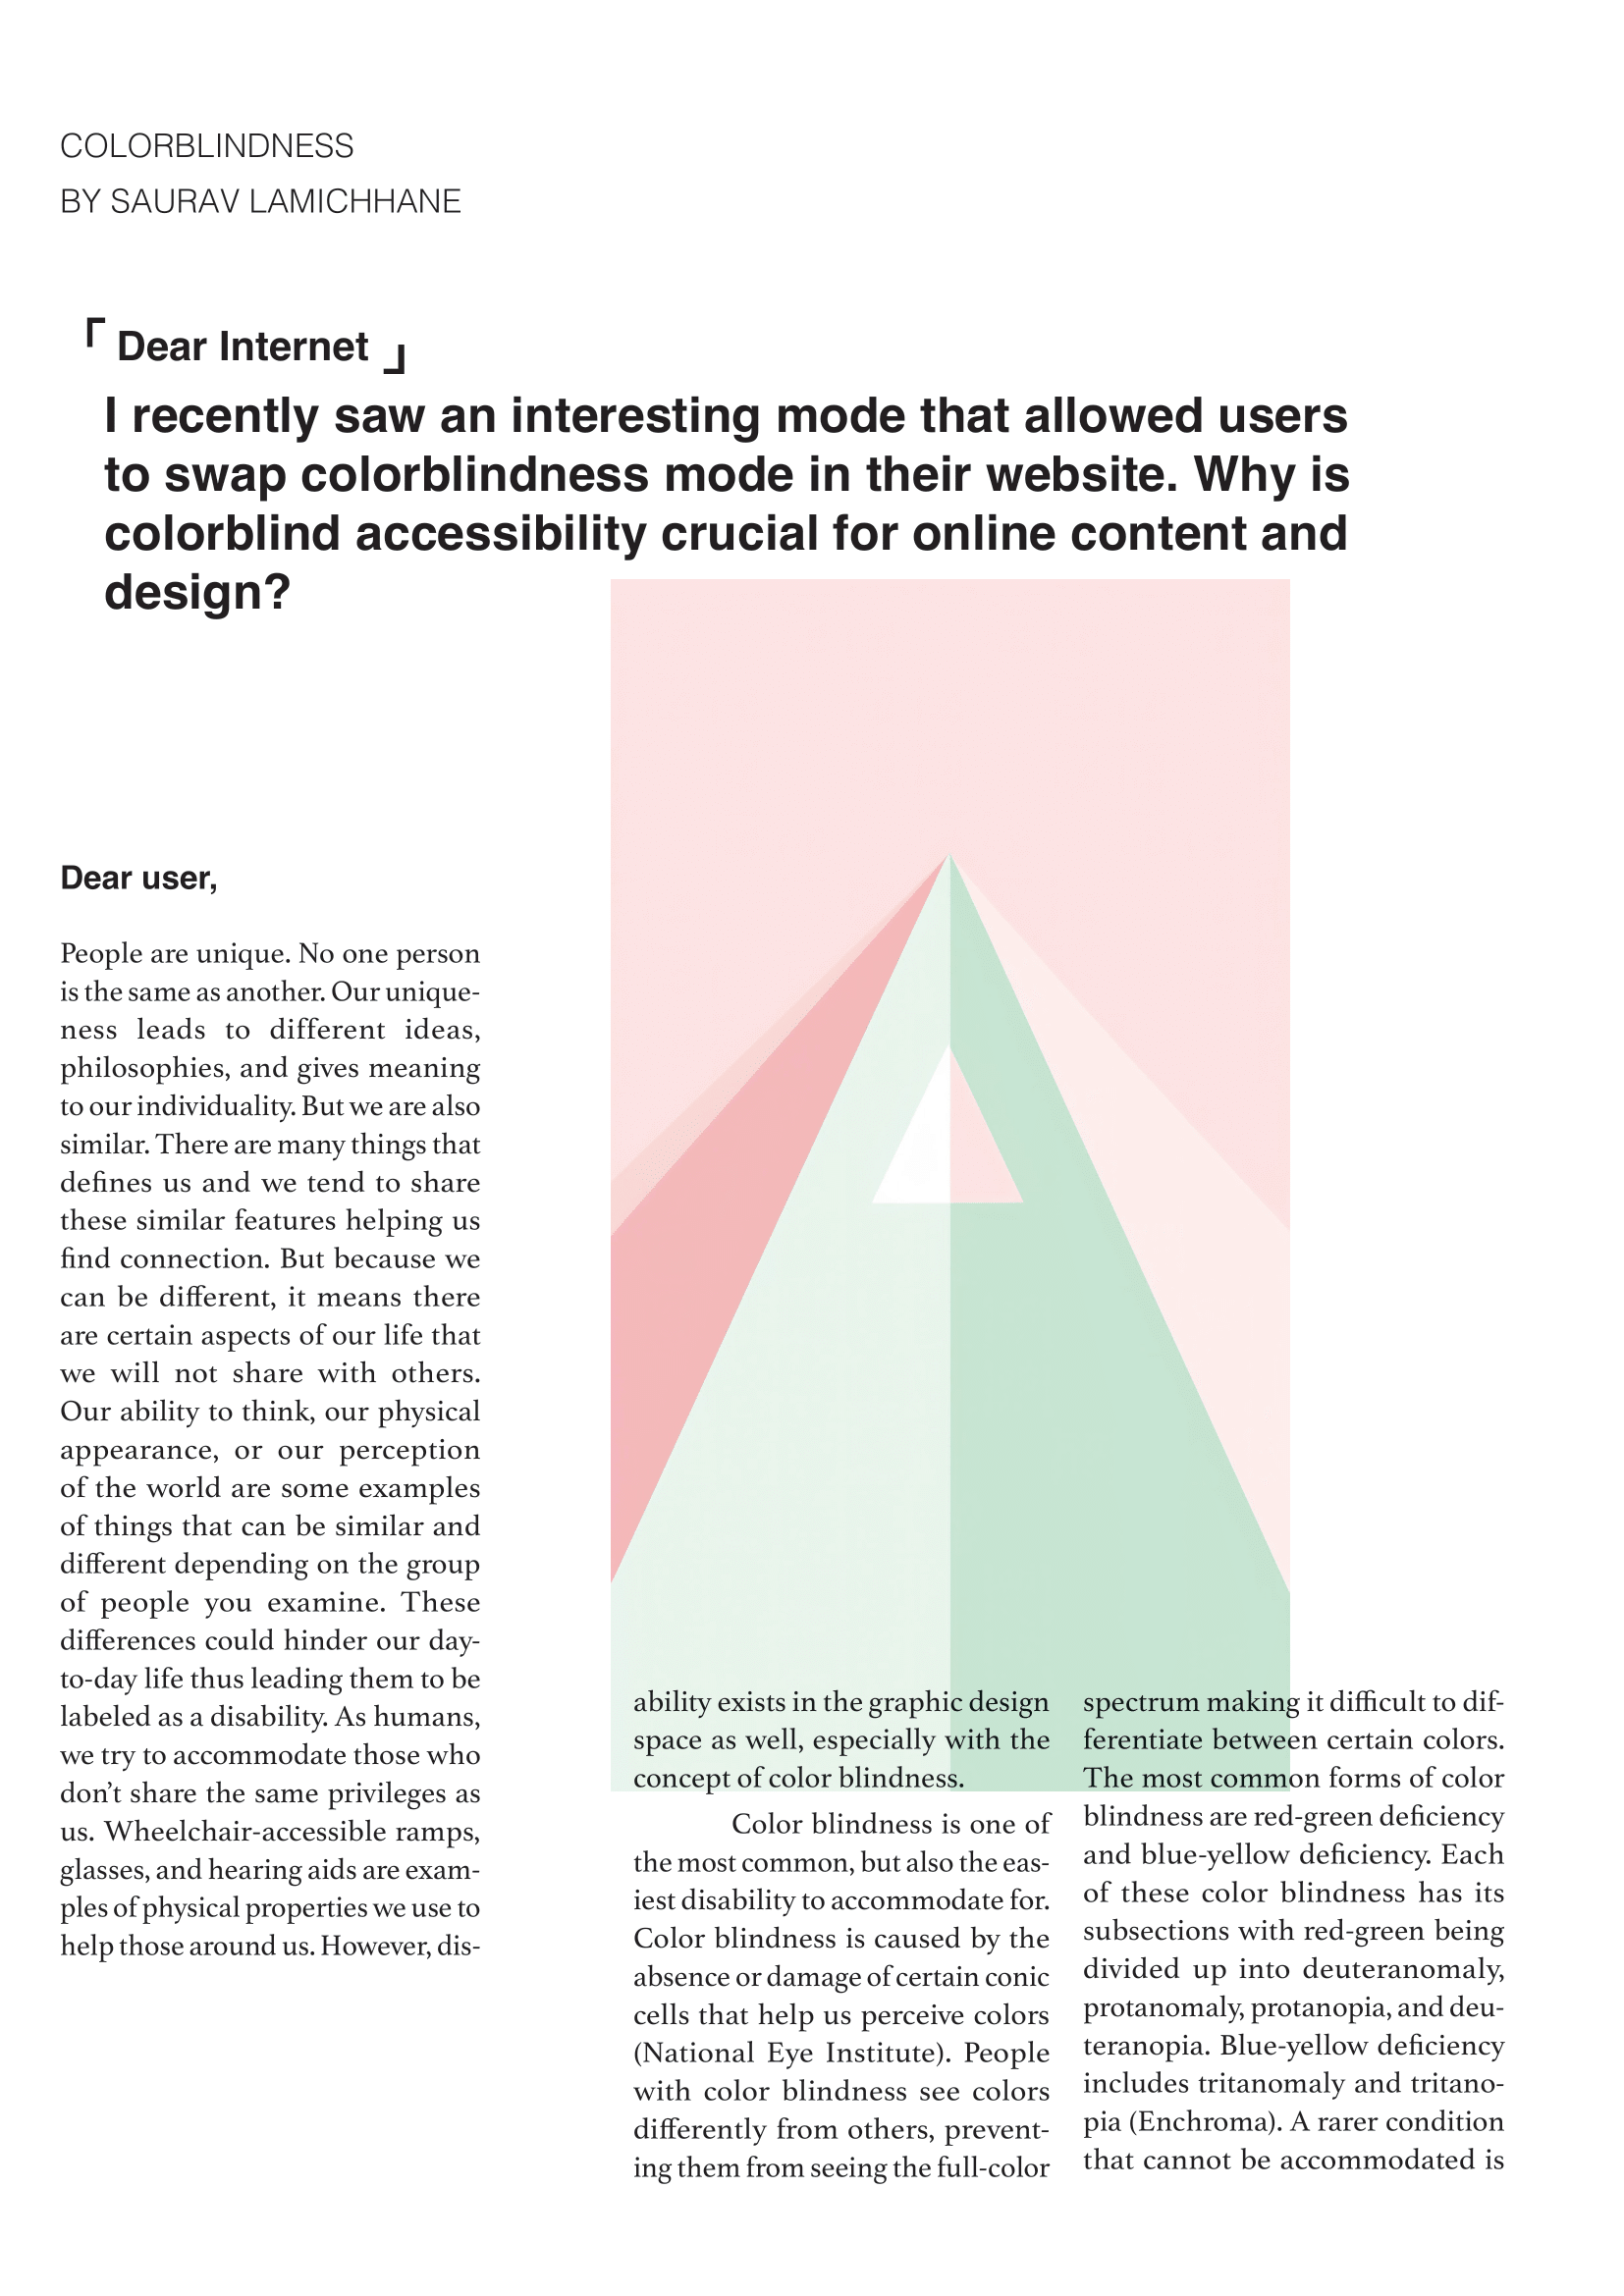 COLORBLINDNESS
BY SAURAV LAMICHHANE
「 Dear Internet 」
I recently saw an interesting mode that allowed users
to swap colorblindness mode in their website. Why is
colorblind accessibility crucial for online content and
design?
Dear user,
People are unique. No one person
is the same as another. Our unique-
ness leads to different ideas,
philosophies, and gives meaning
to our individuality. But we are also
similar. There are many things that
defines us and we tend to share
these similar features helping us
find connection. But because we
can be different, it means there
are certain aspects of our life that
we will not share with others.
Our ability to think, our physical
appearance, or our perception
of the world are some examples
of things that can be similar and
different depending on the group
of people you examine. These
differences could hinder our day-
to-day life thus leading them to be
labeled as a disability. As humans,
we try to accommodate those who
don’t share the same privileges as
us. Wheelchair-accessible ramps,
glasses, and hearing aids are exam-
ples of physical properties we use to
help those around us. However, dis-
ability exists in the graphic design
space as well, especially with the
concept of color blindness.
Color blindness is one of
the most common, but also the eas-
iest disability to accommodate for.
Color blindness is caused by the
absence or damage of certain conic
cells that help us perceive colors
(National Eye Institute). People
with color blindness see colors
differently from others, prevent-
ing them from seeing the full-color
spectrum making it difficult to dif-
ferentiate between certain colors.
The most common forms of color
blindness are red-green deficiency
and blue-yellow deficiency. Each
of these color blindness has its
subsections with red-green being
divided up into deuteranomaly,
protanomaly, protanopia, and deu-
teranopia. Blue-yellow deficiency
includes tritanomaly and tritano-
pia (Enchroma). A rarer condition
that cannot be accommodated is